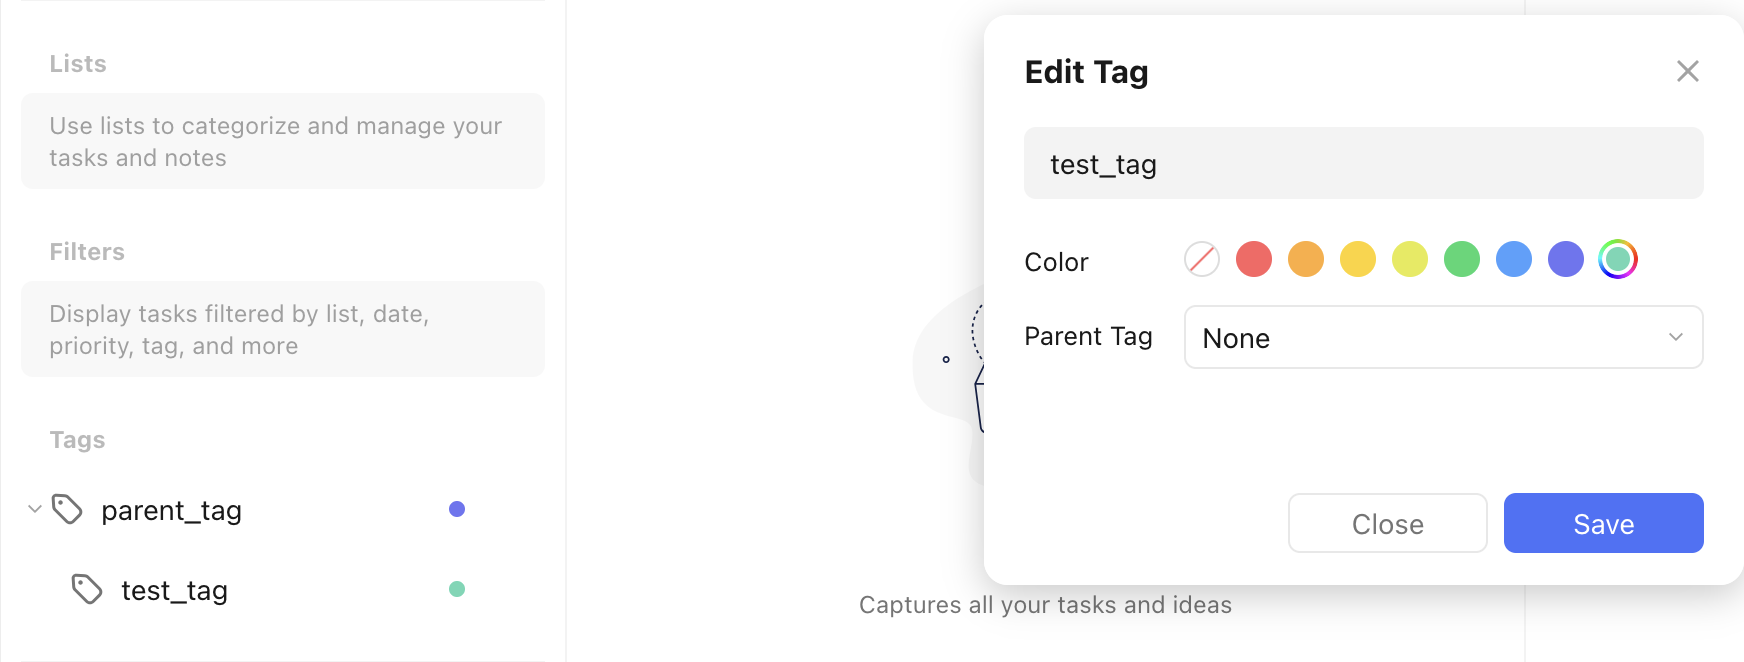 Lists
Use lists to categorize and manage your
tasks and notes
Filters
Display tasks filtered by list, date,
priority, tag, and more
Tags
parent_tag
test_tag
Captures all your tasks and ideas
Edit Tag
test_tag
Color
Parent Tag
None
Close
Save